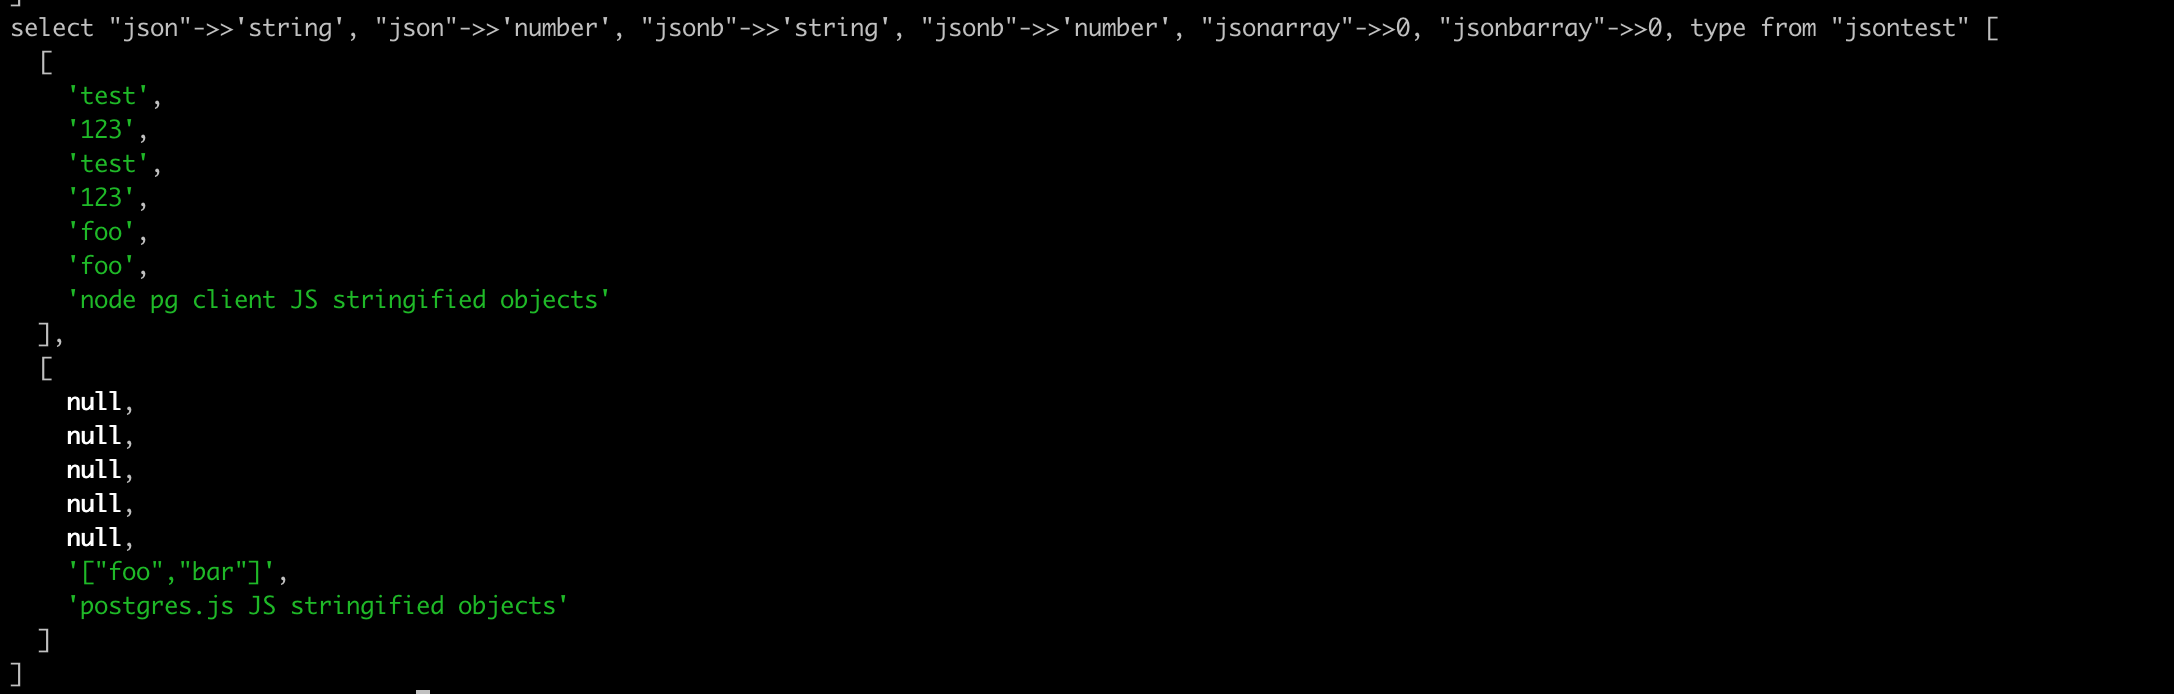 ]
select "json"->>'string', "json"->>'number', "jsonb"->>'string', "jsonb"->>'number', "jsonarray"->>0, "jsonbarray"->>0, type from "jsontest" [
  [
    'test',
    '123',
    'test',
    '123',
    'foo',
    'foo',
    'node pg client JS stringified objects'
  ],
  [
    null,
    null,
    null,
    null,
    null,
    '["foo","bar"]',
    'postgres.js JS stringified objects'
  ]
]